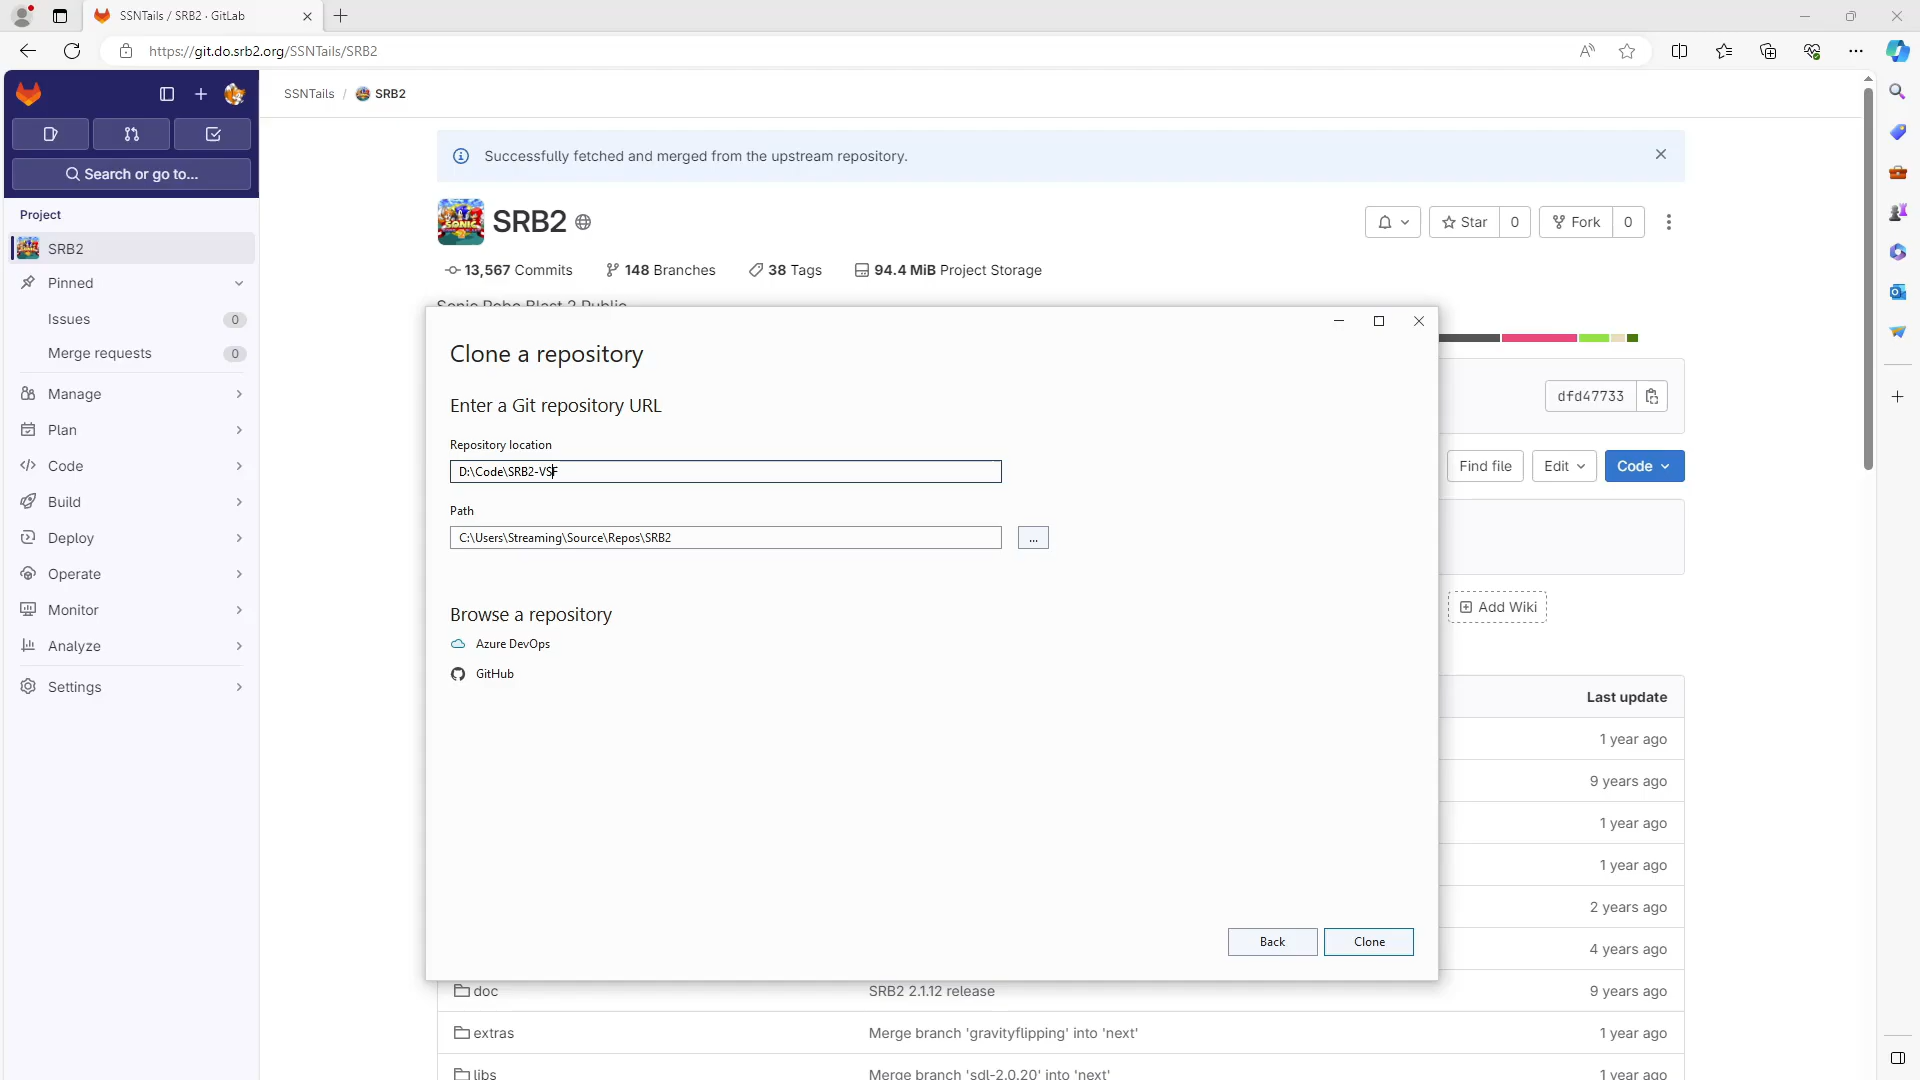 SSNTails / SRB2 · GitLab
https://git.do.srb2.org/SSNTails/SRB2
Search or go to...
Project
SRB2
Pinned
Issues 0
Merge requests 0
Manage
Plan
Code
Build
Deploy
Operate
Monitor
Analyze
Settings
SSNTails / SRB2
Successfully fetched and merged from the upstream repository.
SRB2
Star 0 Fork 0
13,567 Commits 148 Branches 38 Tags 94.4 MiB Project Storage
Sonic Robo Blast 2 Public
dfd47733
Find file Edit Code
Add Wiki
Last update
1 year ago
9 years ago
1 year ago
1 year ago
2 years ago
4 years ago
Clone a repository
Enter a Git repository URL
Repository location
D:\Code\SRB2-VSF
Path
C:\Users\Streaming\Source\Repos\SRB2
...
Browse a repository
Azure DevOps
GitHub
Back Clone
doc SRB2 2.1.12 release 9 years ago
extras Merge branch 'gravityflipping' into 'next' 1 year ago
libs Merge branch 'sdl-2.0.20' into 'next' 1 year ago